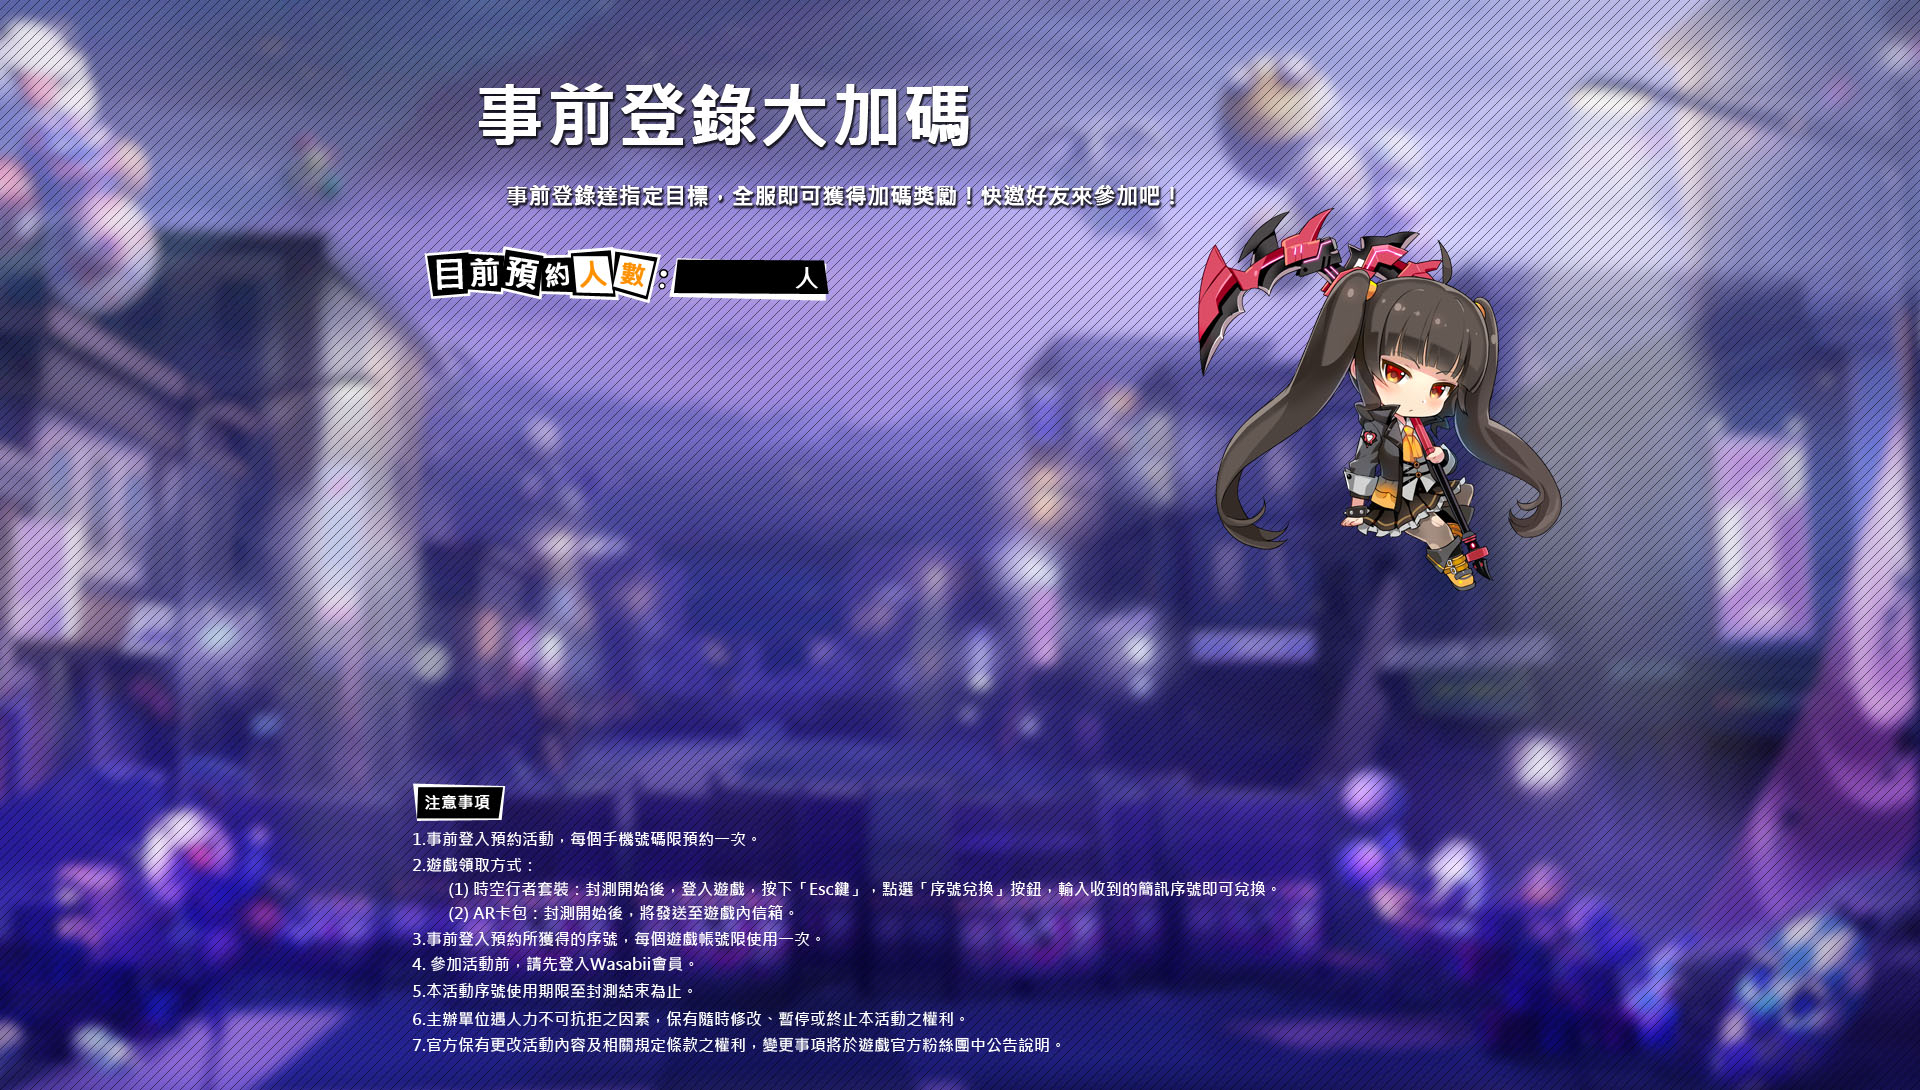 事前登錄大加碼
事前登錄達指定目標，全服即可獲得加碼獎勵！快邀好友來參加吧！
目前預約人數：人
注意事項
1.事前登入預約活動，每個手機號碼限預約一次。
2.遊戲領取方式：
(1) 時空行者套裝：封測開始後，登入遊戲，按下「Esc鍵」，點選「序號兌換」按鈕，輸入收到的簡訊序號即可兌換。
(2) AR卡包：封測開始後，將發送至遊戲內信箱。
3.事前登入預約所獲得的序號，每個遊戲帳號限使用一次。
4. 參加活動前，請先登入Wasabii會員。
5.本活動序號使用期限至封測結束為止。
6.主辦單位遇人力不可抗拒之因素，保有隨時修改、暫停或終止本活動之權利。
7.官方保有更改活動內容及相關規定條款之權利，變更事項將於遊戲官方粉絲團中公告說明。